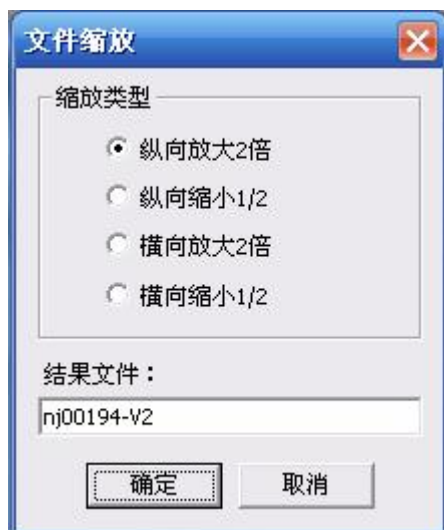 文件缩放
缩放类型
纵向放大2倍
纵向缩小1/2
横向放大2倍
横向缩小1/2
结果文件：
nj00194-V2
确定 取消